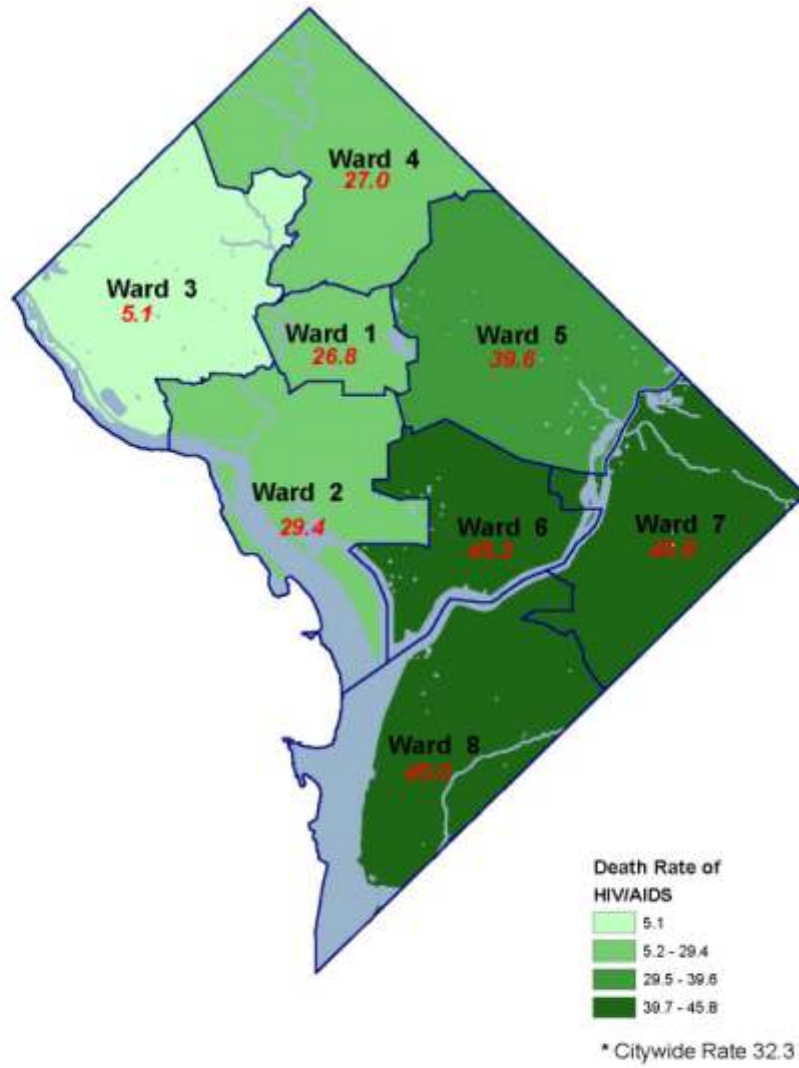 Ward 4
27.0
Ward 3
5.1
Ward 1
26.8
Ward 5
39.6
Ward 2
29.4
Ward 6
Ward 7
Ward 8
Death Rate of
HIV/AIDS
5.1
5.2 - 29.4
29.5 - 39.6
39.7 - 45.8
* Citywide Rate 32.3